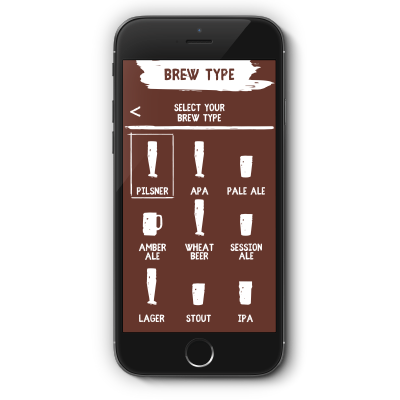 BREW TYPE
SELECT YOUR
BREW TYPE
PILSNER
APA
PALE ALE
AMBER
ALE
WHEAT
BEER
SESSION
ALE
LAGER
STOUT
IPA